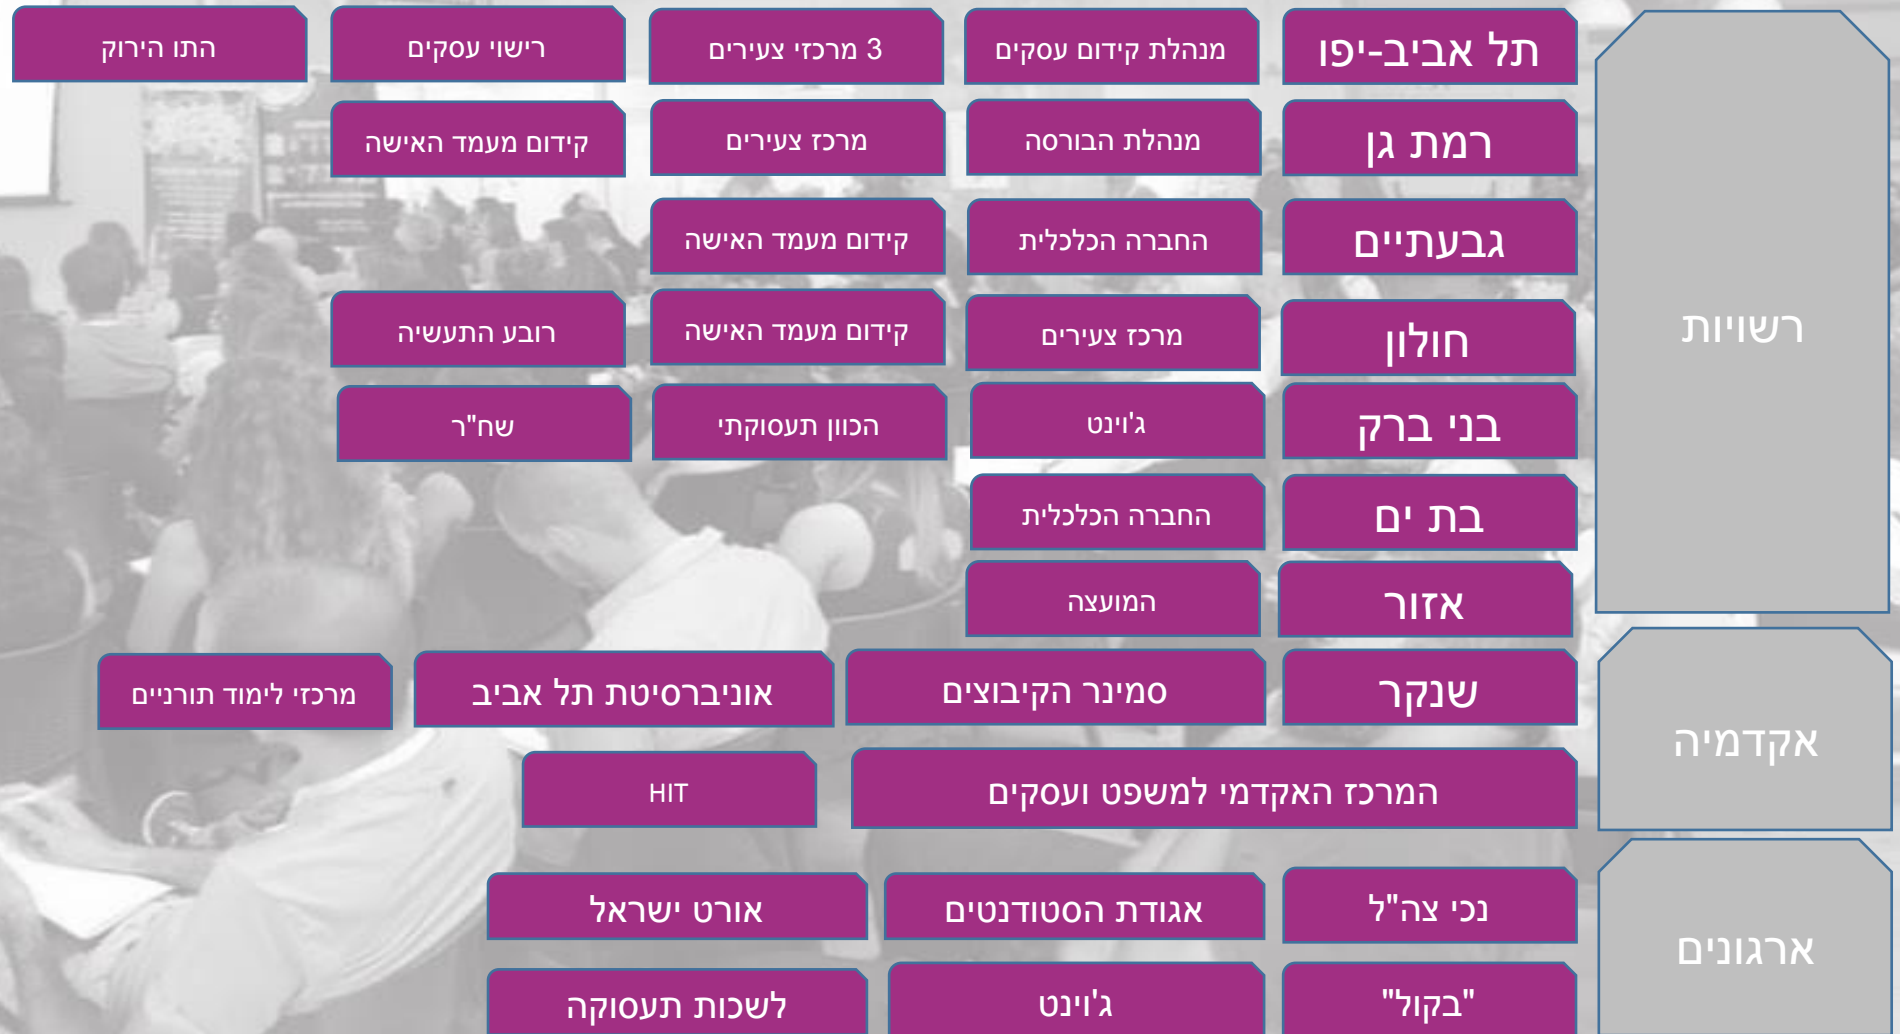 רשויות
תל אביב-יפו
מנהלת קידום עסקים
3 מרכזי צעירים
רישוי עסקים
התו הירוק
רמת גן
מנהלת הבורסה
מרכז צעירים
קידום מעמד האישה
גבעתיים
החברה הכלכלית
קידום מעמד האישה
חולון
מרכז צעירים
קידום מעמד האישה
רובע התעשיה
בני ברק
ג'וינט
הכוון תעסוקתי
שח"ר
בת ים
החברה הכלכלית
אזור
המועצה
אקדמיה
שנקר
סמינר הקיבוצים
אוניברסיטת תל אביב
מרכזי לימוד תורניים
המרכז האקדמי למשפט ועסקים
HIT
ארגונים
נכי צה"ל
אגודת הסטודנטים
אורט ישראל
"בקול"
ג'וינט
לשכות תעסוקה